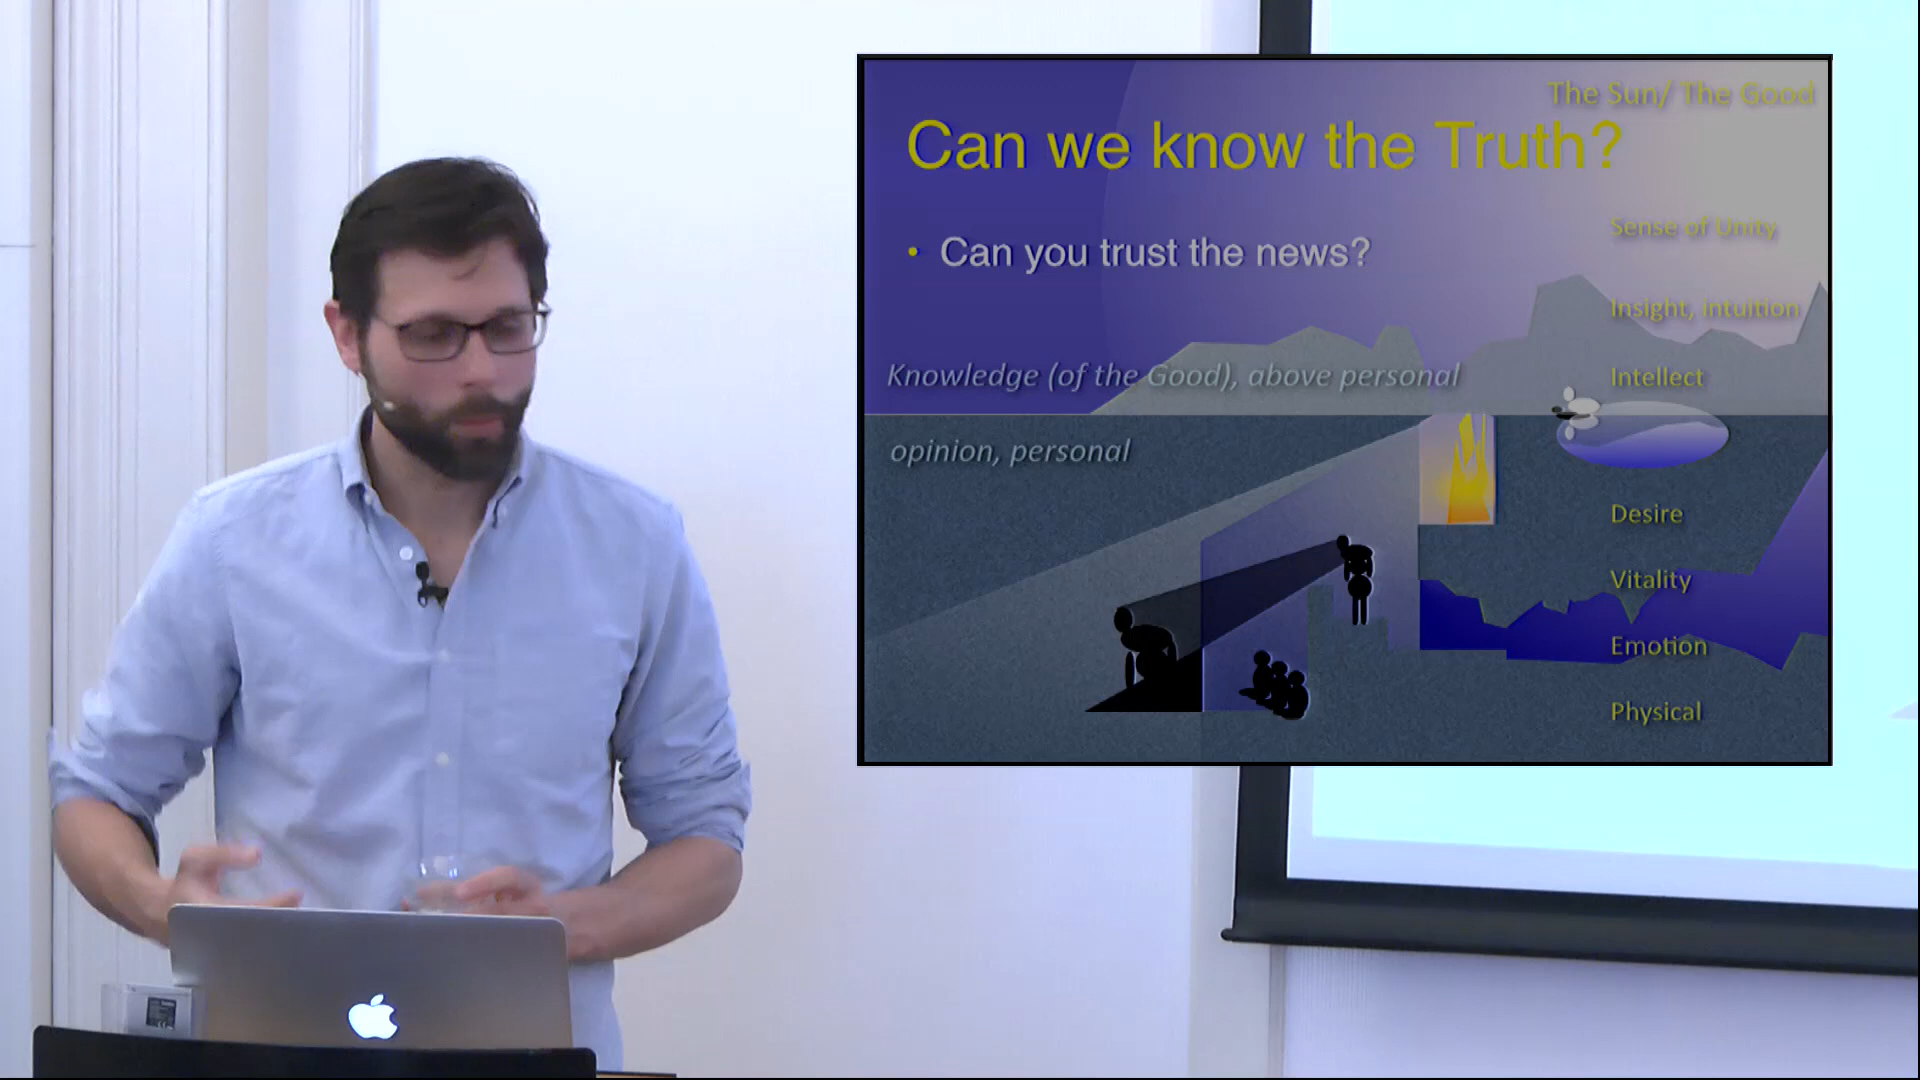 The Sun/ The Good
Can we know the Truth?
• Can you trust the news?
Sense of Unity
Insight, intuition
Knowledge (of the Good), above personal
Intellect
opinion, personal
Desire
Vitality
Emotion
Physical